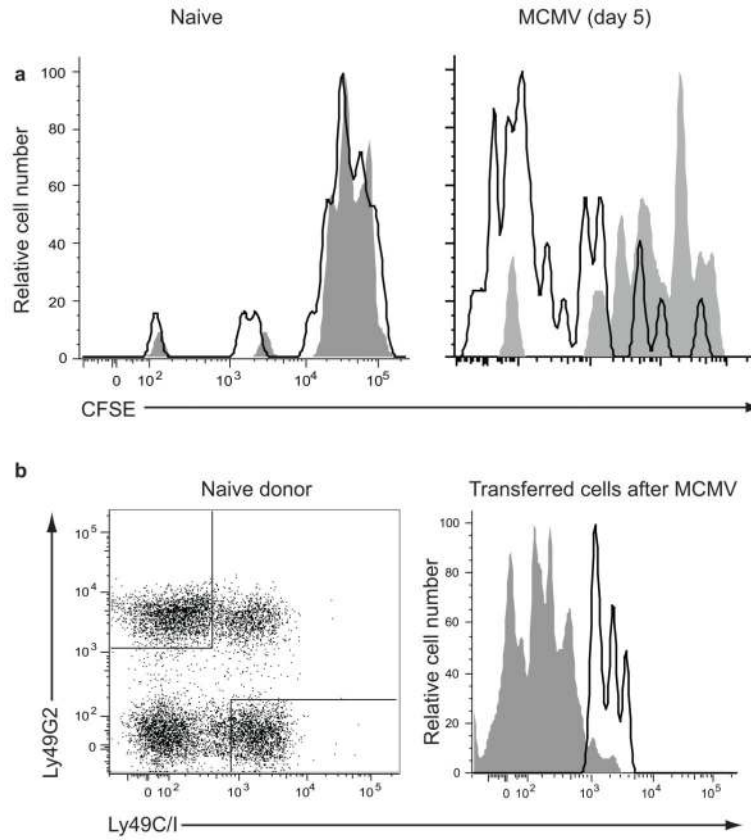 Naive
MCMV (day 5)
a
Relative cell number
100
80
60
40
20
0
0 10² 10³ 10⁴ 10⁵
CFSE
b
Naive donor
Transferred cells after MCMV
Ly49G2
10⁵
10⁴
10³
10²
0
0 10² 10³ 10⁴ 10⁵
Ly49C/I
Relative cell number
100
80
60
40
20
0
0 10² 10³ 10⁴ 10⁵